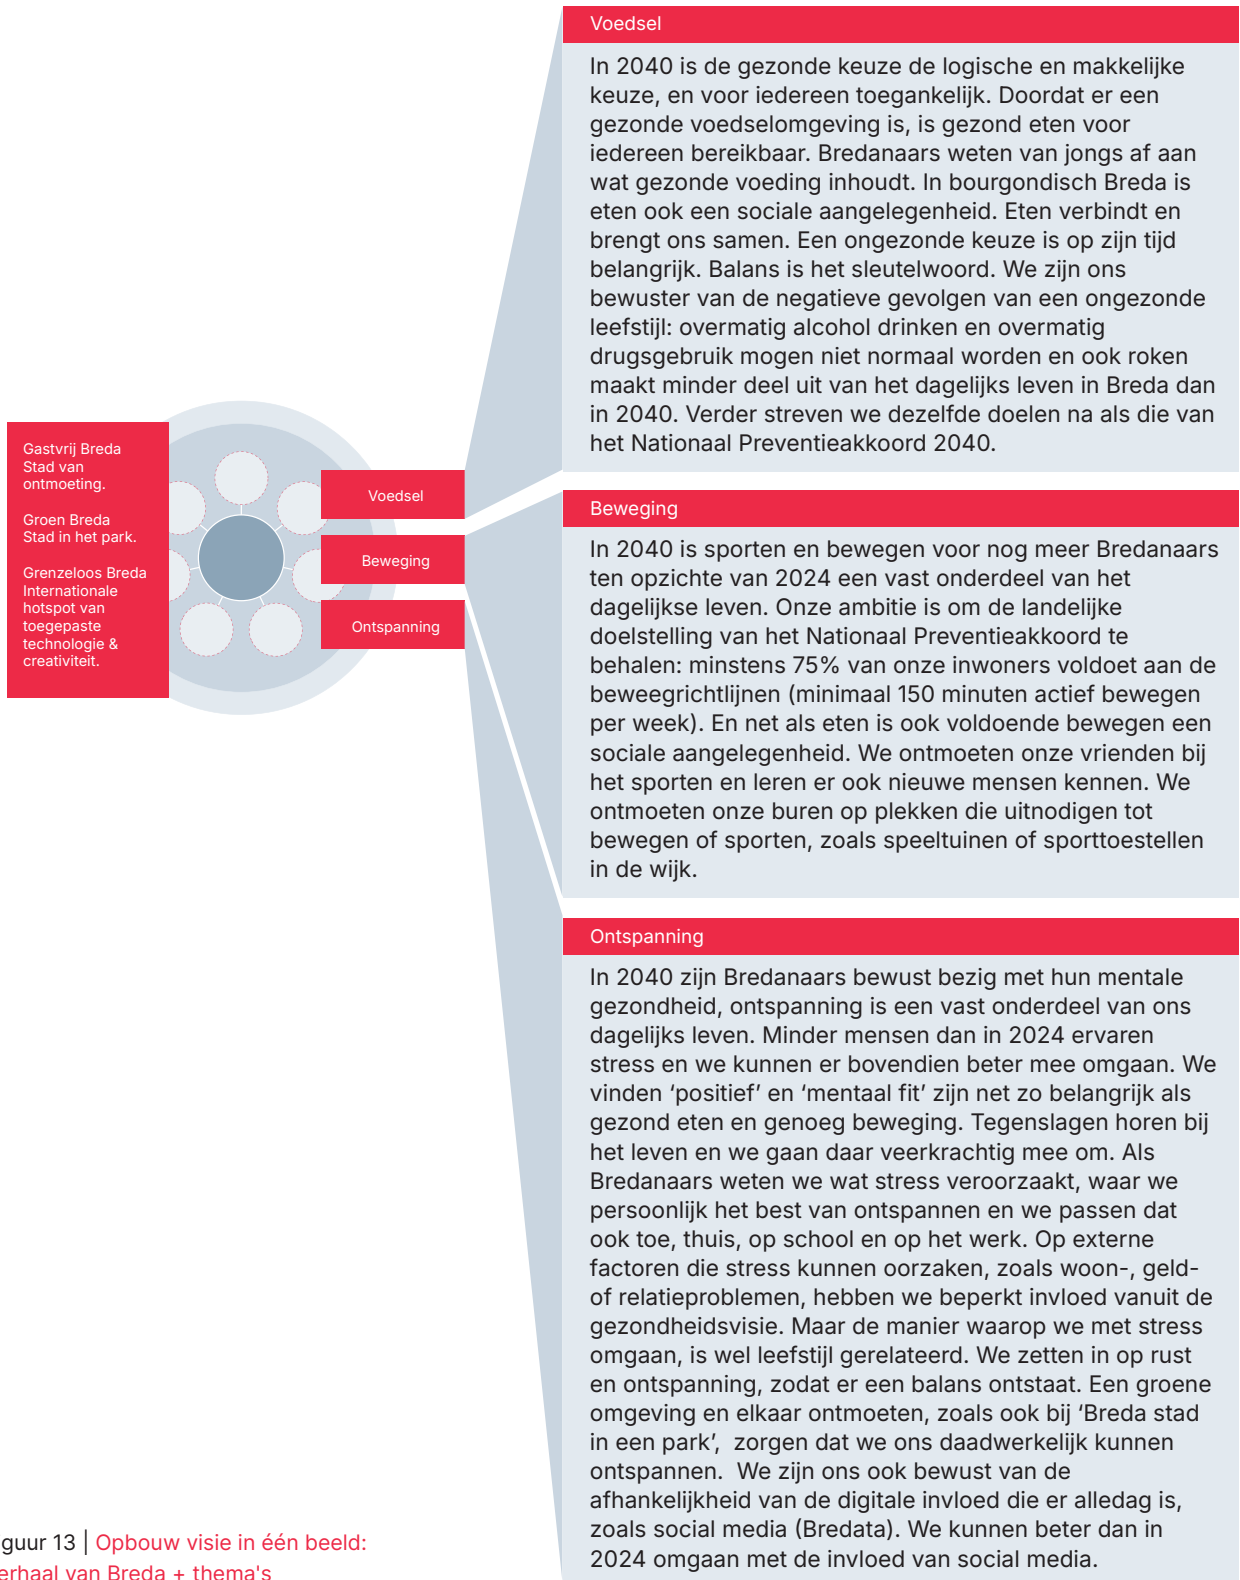 Gastvrij Breda
Stad van
ontmoeting.
Groen Breda
Stad in het park.
Grenzeloos Breda
Internationale
hotspot van
toegepaste
technologie &
creativiteit.
Voedsel
Beweging
Ontspanning
Voedsel
In 2040 is de gezonde keuze de logische en makkelijke
keuze, en voor iedereen toegankelijk. Doordat er een
gezonde voedselomgeving is, is gezond eten voor
iedereen bereikbaar. Bredanaars weten van jongs af aan
wat gezonde voeding inhoudt. In bourgondisch Breda is
eten ook een sociale aangelegenheid. Eten verbindt en
brengt ons samen. Een ongezonde keuze is op zijn tijd
belangrijk. Balans is het sleutelwoord. We zijn ons
bewuster van de negatieve gevolgen van een ongezonde
leefstijl: overmatig alcohol drinken en overmatig
drugsgebruik mogen niet normaal worden en ook roken
maakt minder deel uit van het dagelijks leven in Breda dan
in 2040. Verder streven we dezelfde doelen na als die van
het Nationaal Preventieakkoord 2040.
Beweging
In 2040 is sporten en bewegen voor nog meer Bredanaars
ten opzichte van 2024 een vast onderdeel van het
dagelijkse leven. Onze ambitie is om de landelijke
doelstelling van het Nationaal Preventieakkoord te
behalen: minstens 75% van onze inwoners voldoet aan de
beweegrichtlijnen (minimaal 150 minuten actief bewegen
per week). En net als eten is ook voldoende bewegen een
sociale aangelegenheid. We ontmoeten onze vrienden bij
het sporten en leren er ook nieuwe mensen kennen. We
ontmoeten onze buren op plekken die uitnodigen tot
bewegen of sporten, zoals speeltuinen of sporttoestellen
in de wijk.
Ontspanning
In 2040 zijn Bredanaars bewust bezig met hun mentale
gezondheid, ontspanning is een vast onderdeel van ons
dagelijks leven. Minder mensen dan in 2024 ervaren
stress en we kunnen er bovendien beter mee omgaan. We
vinden ‘positief’ en ‘mentaal fit’ zijn net zo belangrijk als
gezond eten en genoeg beweging. Tegenslagen horen bij
het leven en we gaan daar veerkrachtig mee om. Als
Bredanaars weten we wat stress veroorzaakt, waar we
persoonlijk het best van ontspannen en we passen dat
ook toe, thuis, op school en op het werk. Op externe
factoren die stress kunnen oorzaken, zoals woon-, geld-
of relatieproblemen, hebben we beperkt invloed vanuit de
gezondheidsvisie. Maar de manier waarop we met stress
omgaan, is wel leefstijl gerelateerd. We zetten in op rust
en ontspanning, zodat er een balans ontstaat. Een groene
omgeving en elkaar ontmoeten, zoals ook bij ‘Breda stad
in een park’,  zorgen dat we ons daadwerkelijk kunnen
ontspannen.  We zijn ons ook bewust van de
afhankelijkheid van de digitale invloed die er alledag is,
zoals social media (Bredata). We kunnen beter dan in
2024 omgaan met de invloed van social media.
guur 13 | Opbouw visie in één beeld:
erhaal van Breda + thema's